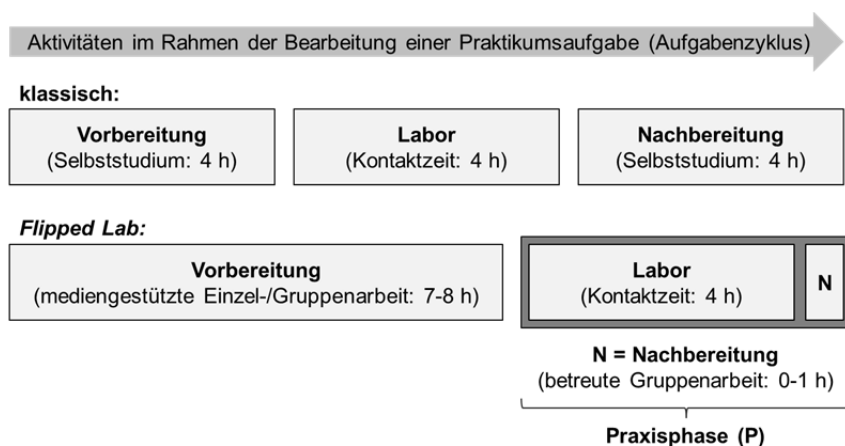 Aktivitäten im Rahmen der Bearbeitung einer Praktikumsaufgabe (Aufgabenzyklus)
klassisch:
Vorbereitung
(Selbststudium: 4 h)
Labor
(Kontaktzeit: 4 h)
Nachbereitung
(Selbststudium: 4 h)
Flipped Lab:
Vorbereitung
(mediengestützte Einzel-/Gruppenarbeit: 7-8 h)
Labor
(Kontaktzeit: 4 h)
N
N = Nachbereitung
(betreute Gruppenarbeit: 0-1 h)
Praxisphase (P)